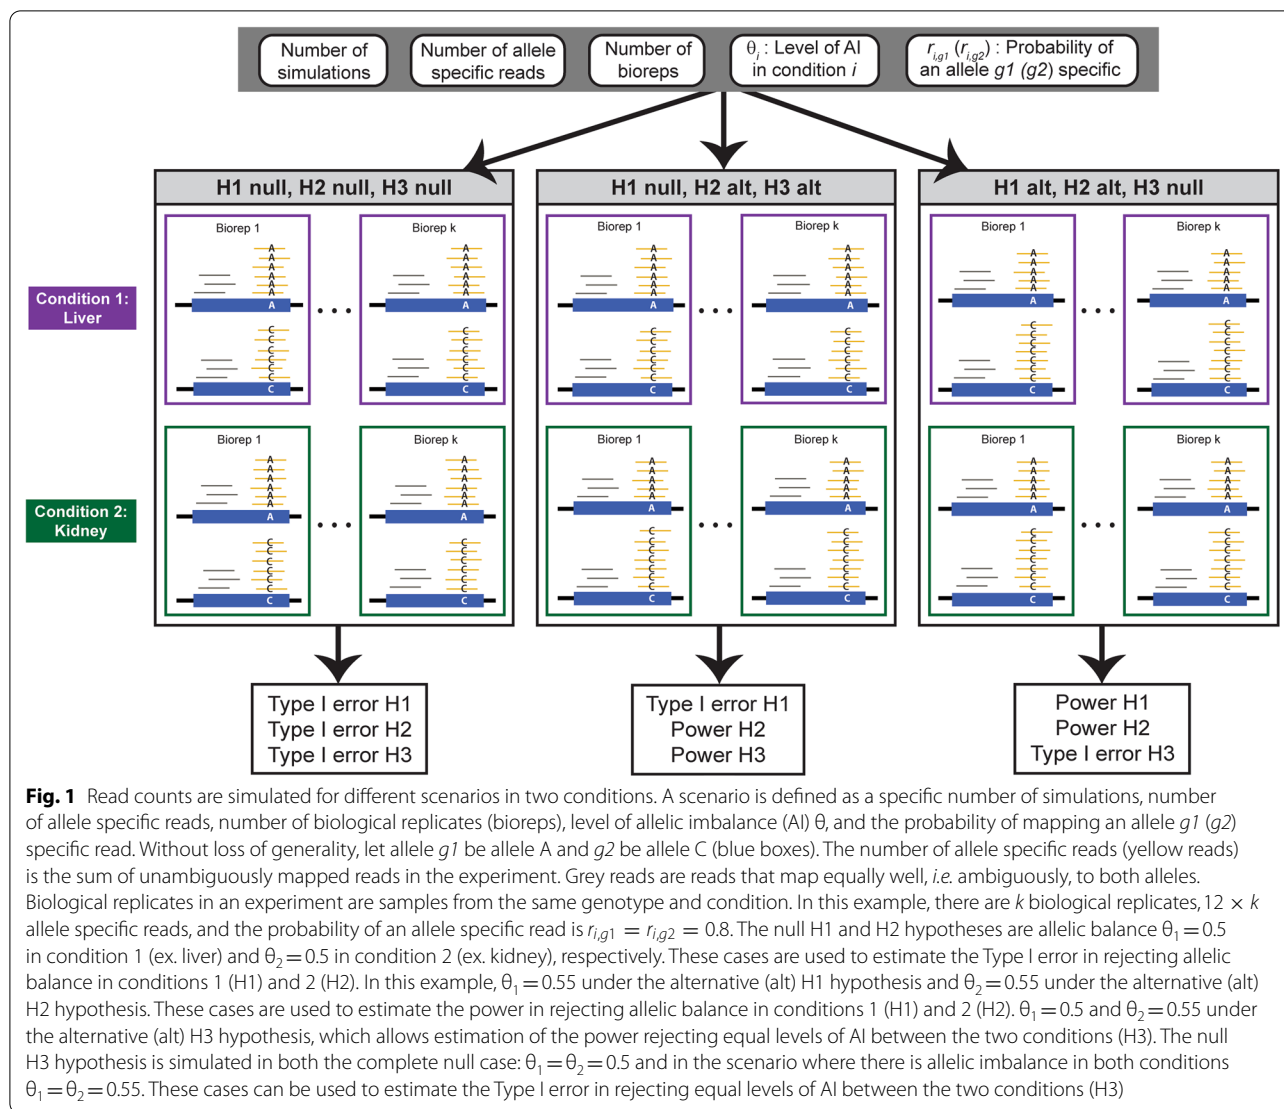 Number of
simulations
Number of allele
specific reads
Number of
bioreps
θi : Level of AI
in condition i
ri,g1 (ri,g2) : Probability of
an allele g1 (g2) specific
H1 null, H2 null, H3 null
H1 null, H2 alt, H3 alt
H1 alt, H2 alt, H3 null
Condition 1:
Liver
Biorep 1
A
A
A
A
A
A
A
C
C
C
C
C
C
C
• • •
Biorep k
A
A
A
A
A
A
A
C
C
C
C
C
C
C
Biorep 1
A
A
A
A
A
A
A
C
C
C
C
C
C
C
• • •
Biorep k
A
A
A
A
A
A
A
C
C
C
C
C
C
C
Biorep 1
A
A
A
A
A
A
C
C
C
C
C
C
C
C
• • •
Biorep k
A
A
A
A
A
A
C
C
C
C
C
C
C
C
Condition 2:
Kidney
Biorep 1
A
A
A
A
A
A
A
C
C
C
C
C
C
C
• • •
Biorep k
A
A
A
A
A
A
A
C
C
C
C
C
C
C
Biorep 1
A
A
A
A
A
A
C
C
C
C
C
C
C
C
• • •
Biorep k
A
A
A
A
A
A
C
C
C
C
C
C
C
C
Biorep 1
A
A
A
A
A
A
C
C
C
C
C
C
C
C
• • •
Biorep k
A
A
A
A
A
A
C
C
C
C
C
C
C
C
Type I error H1
Type I error H2
Type I error H3
Type I error H1
Power H2
Power H3
Power H1
Power H2
Type I error H3
Fig. 1 Read counts are simulated for different scenarios in two conditions. A scenario is defined as a specific number of simulations, number
of allele specific reads, number of biological replicates (bioreps), level of allelic imbalance (AI) θ, and the probability of mapping an allele g1 (g2)
specific read. Without loss of generality, let allele g1 be allele A and g2 be allele C (blue boxes). The number of allele specific reads (yellow reads)
is the sum of unambiguously mapped reads in the experiment. Grey reads are reads that map equally well, i.e. ambiguously, to both alleles.
Biological replicates in an experiment are samples from the same genotype and condition. In this example, there are k biological replicates, 12 × k
allele specific reads, and the probability of an allele specific read is ri,g1 = ri,g2 = 0.8. The null H1 and H2 hypotheses are allelic balance θ1 = 0.5
in condition 1 (ex. liver) and θ2 = 0.5 in condition 2 (ex. kidney), respectively. These cases are used to estimate the Type I error in rejecting allelic
balance in conditions 1 (H1) and 2 (H2). In this example, θ1 = 0.55 under the alternative (alt) H1 hypothesis and θ2 = 0.55 under the alternative (alt)
H2 hypothesis. These cases are used to estimate the power in rejecting allelic balance in conditions 1 (H1) and 2 (H2). θ1 = 0.5 and θ2 = 0.55 under
the alternative (alt) H3 hypothesis, which allows estimation of the power rejecting equal levels of AI between the two conditions (H3). The null
H3 hypothesis is simulated in both the complete null case: θ1 = θ2 = 0.5 and in the scenario where there is allelic imbalance in both conditions
θ1 = θ2 = 0.55. These cases can be used to estimate the Type I error in rejecting equal levels of AI between the two conditions (H3)